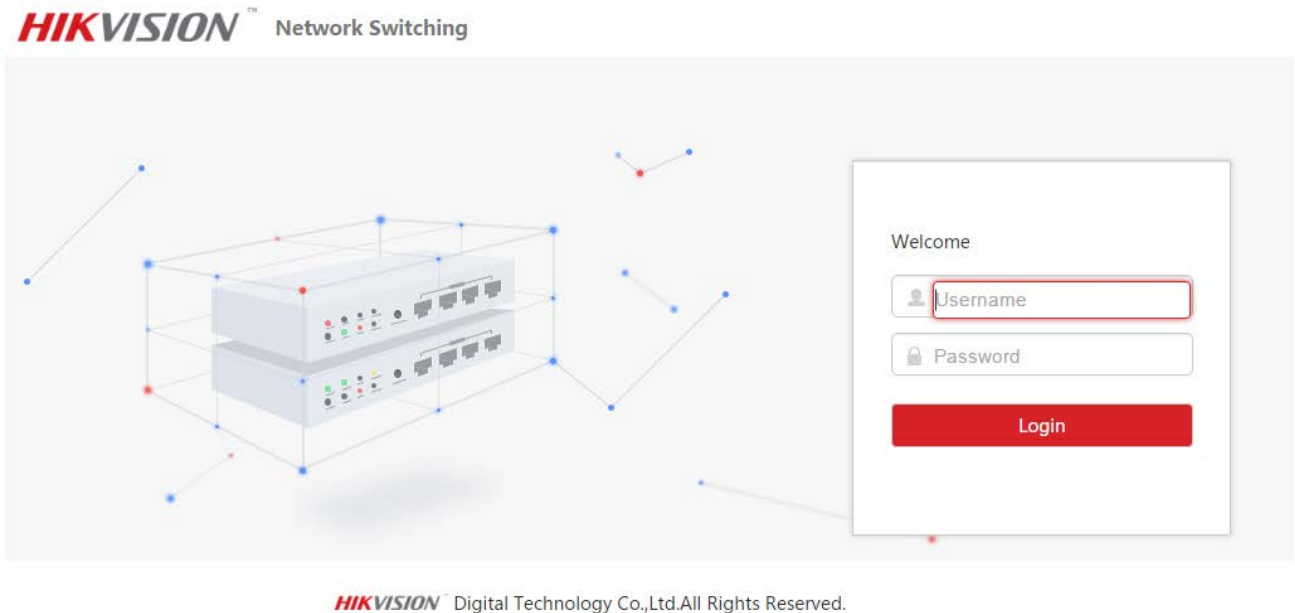 HIKVISION™ Network Switching
Welcome
Username
Password
Login
HIKVISION™ Digital Technology Co.,Ltd.All Rights Reserved.